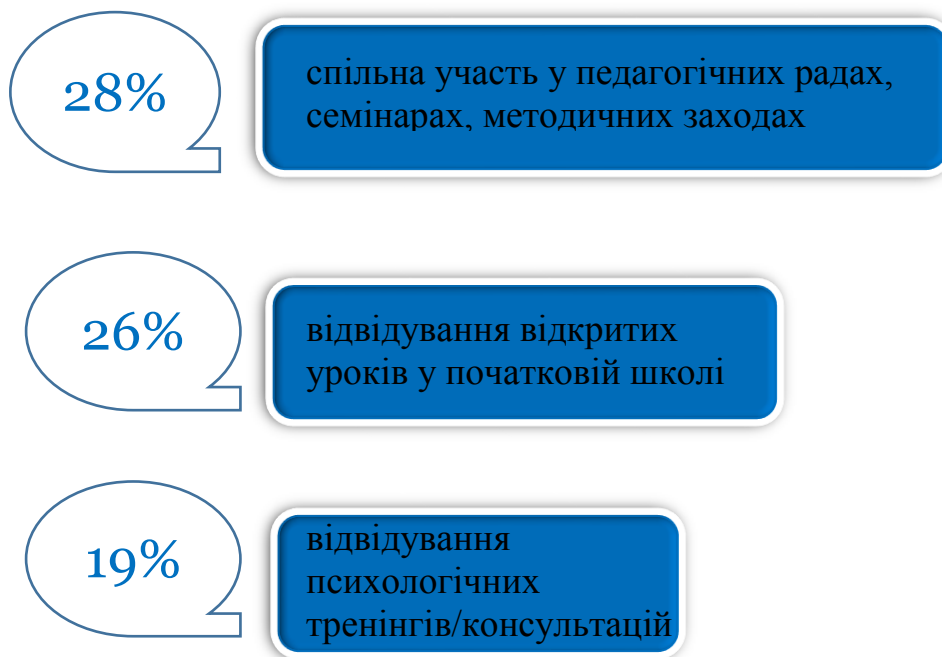 28%
спільна участь у педагогічних радах,
семінарах, методичних заходах
26%
відвідування відкритих
уроків у початковій школі
19%
відвідування
психологічних
тренінгів/консультацій